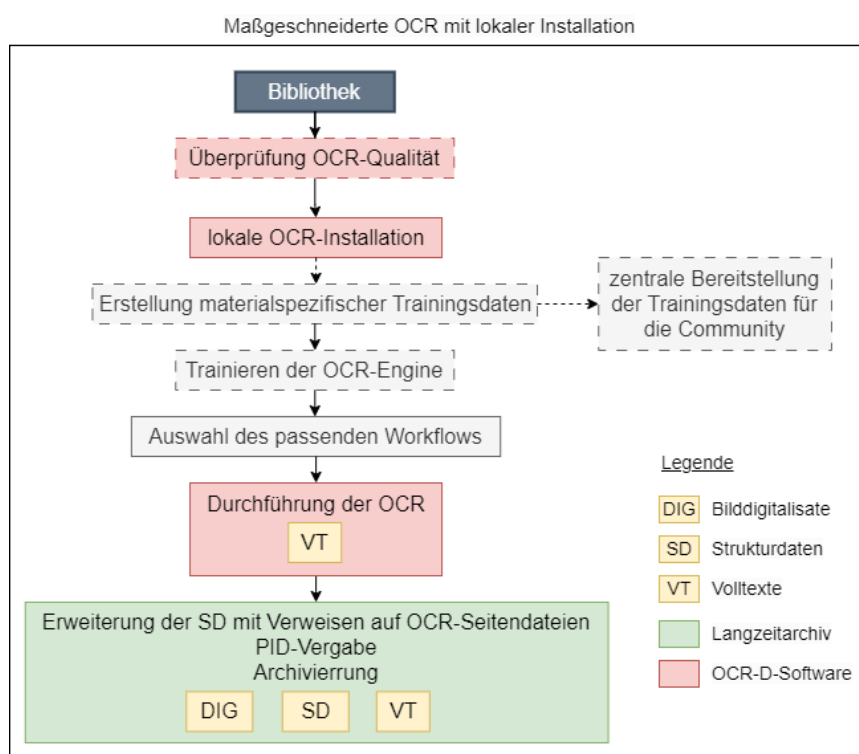 Maßgeschneiderte OCR mit lokaler Installation
Bibliothek
Überprüfung OCR-Qualität
lokale OCR-Installation
Erstellung materialspezifischer Trainingsdaten
zentrale Bereitstellung
der Trainingsdaten für
die Community
Trainieren der OCR-Engine
Auswahl des passenden Workflows
Durchführung der OCR
VT
Erweiterung der SD mit Verweisen auf OCR-Seitendateien
PID-Vergabe
Archivierrung
DIG SD VT
Legende
DIG Bilddigitalisate
SD Strukturdaten
VT Volltexte
Langzeitarchiv
OCR-D-Software